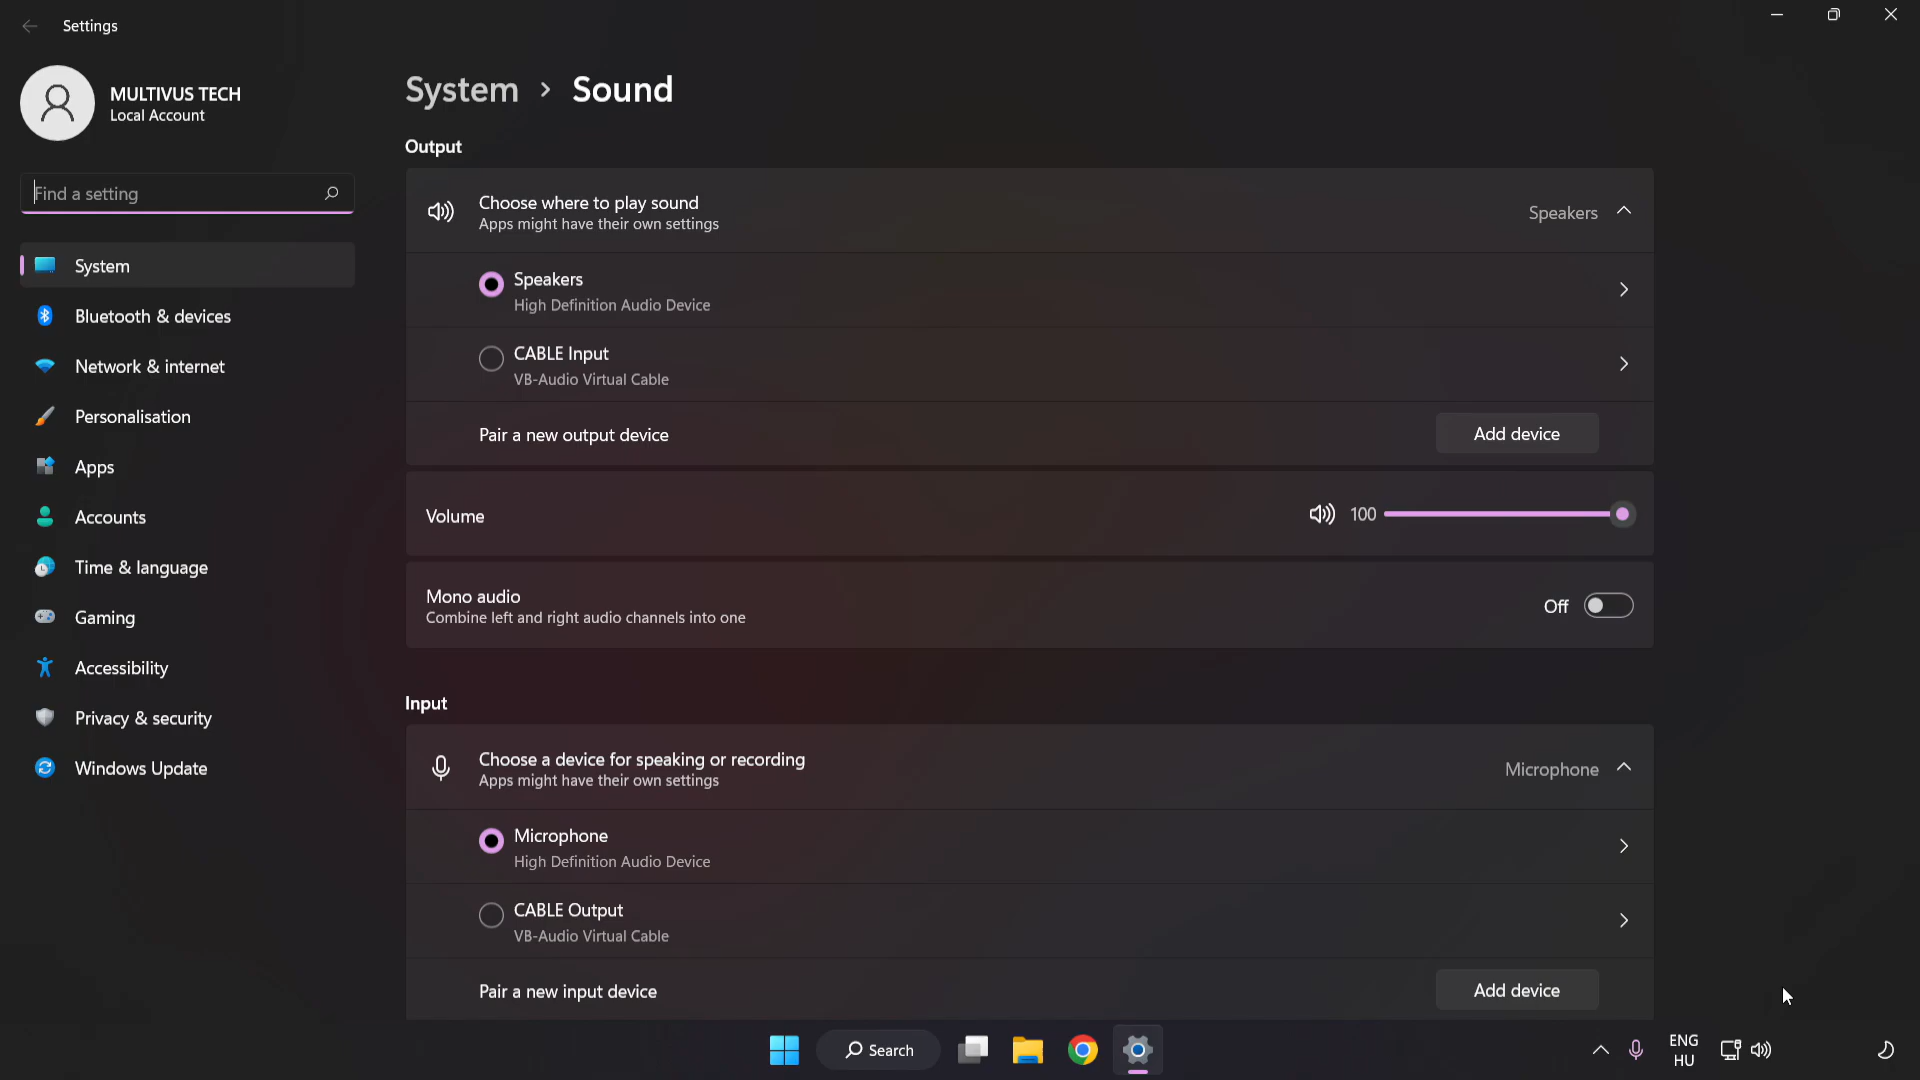 Settings
MULTIVUS TECH
Local Account
Find a setting
System
Bluetooth & devices
Network & internet
Personalisation
Apps
Accounts
Time & language
Gaming
Accessibility
Privacy & security
Windows Update
System › Sound
Output
Choose where to play sound
Apps might have their own settings
Speakers
Speakers
High Definition Audio Device
CABLE Input
VB-Audio Virtual Cable
Pair a new output device
Add device
Volume
100
Mono audio
Combine left and right audio channels into one
Off
Input
Choose a device for speaking or recording
Apps might have their own settings
Microphone
Microphone
High Definition Audio Device
CABLE Output
VB-Audio Virtual Cable
Pair a new input device
Add device
Search
ENG
HU